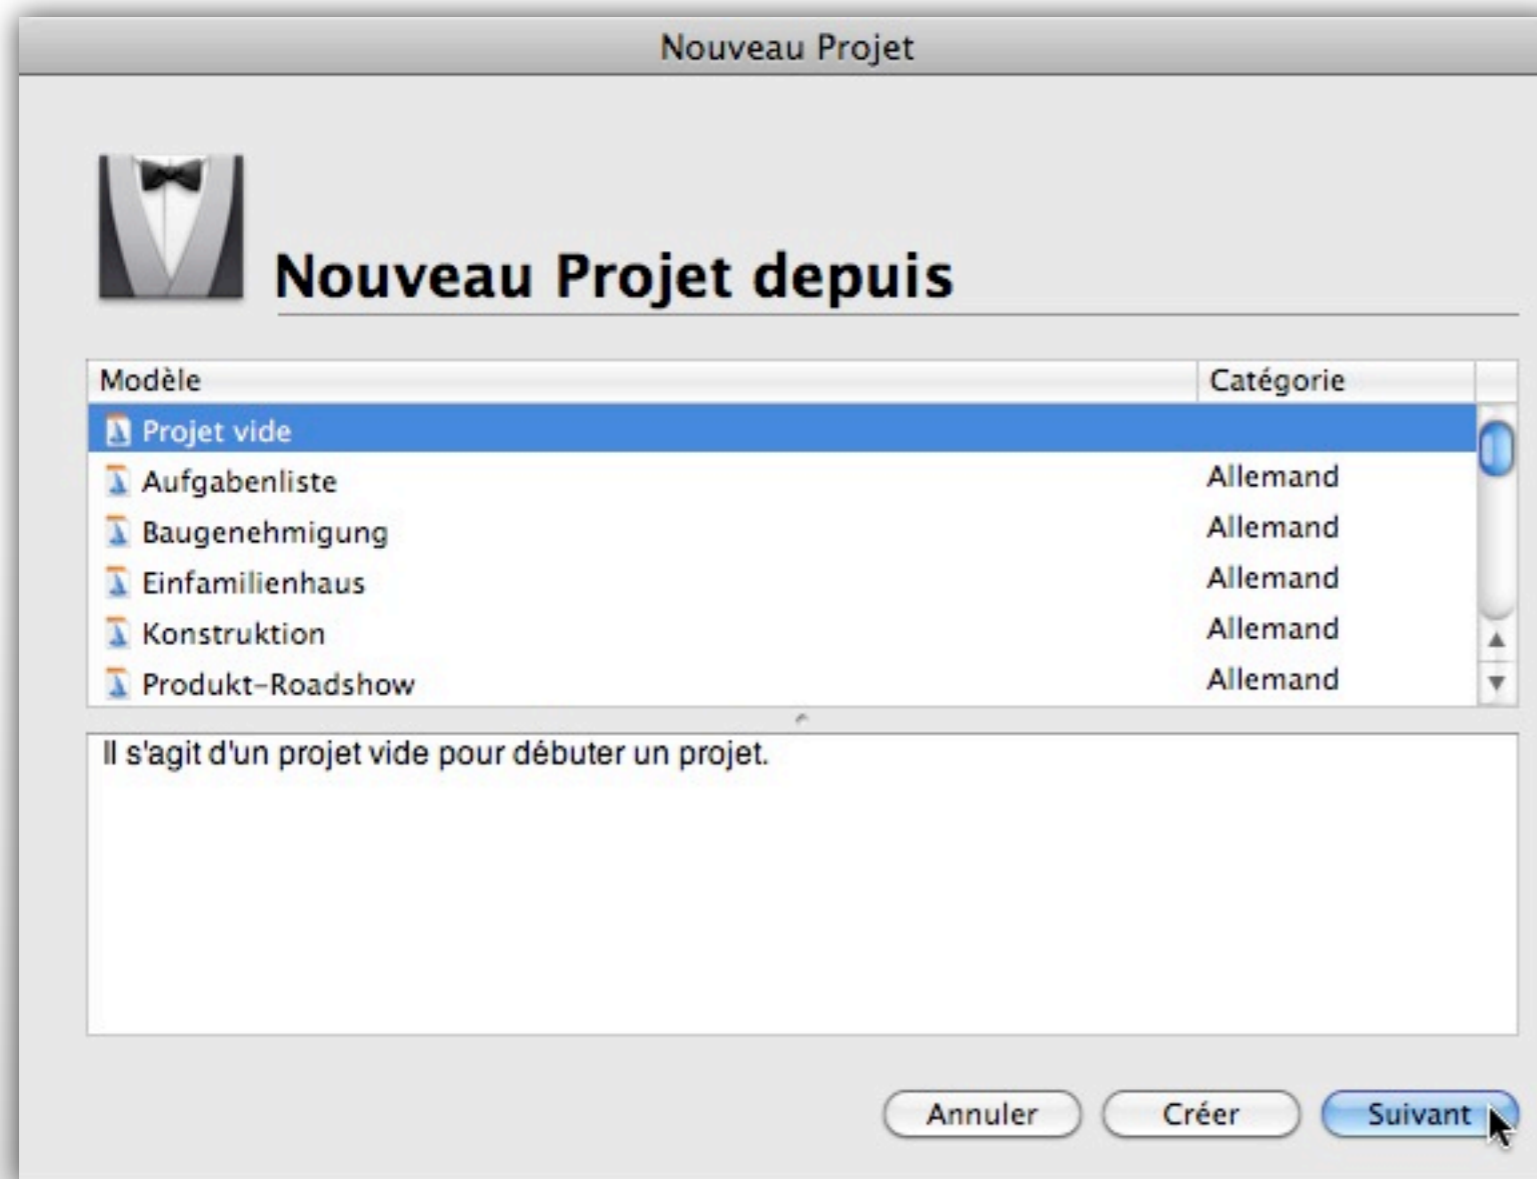 Nouveau Projet
Nouveau Projet depuis
Modèle Catégorie
Projet vide
Aufgabenliste Allemand
Baugenehmigung Allemand
Einfamilienhaus Allemand
Konstruktion Allemand
Produkt-Roadshow Allemand
Il s'agit d'un projet vide pour débuter un projet.
Annuler Créer Suivant